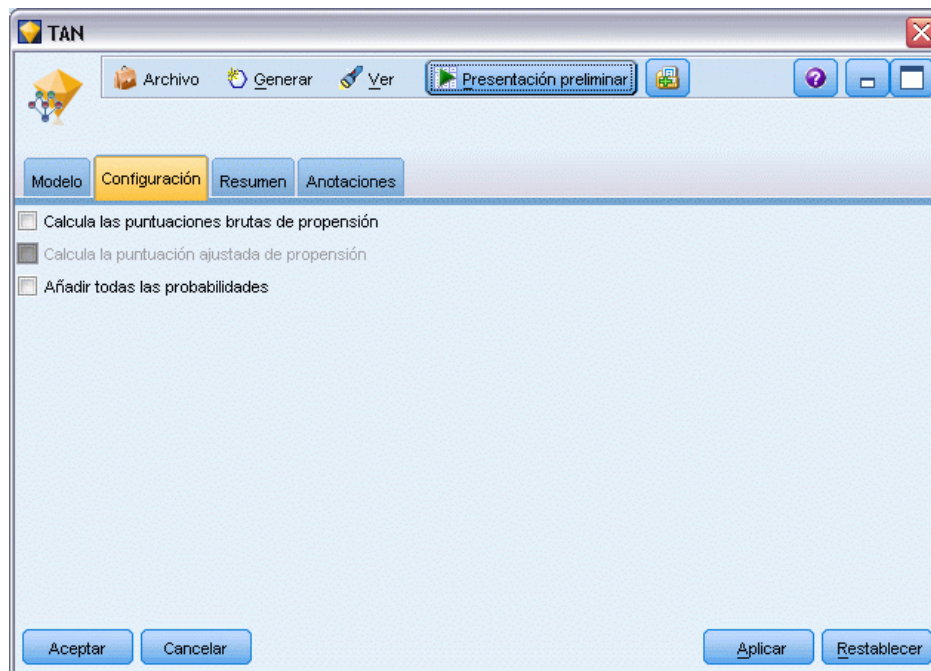 TAN
Archivo Generar Ver Presentación preliminar
Modelo Configuración Resumen Anotaciones
Calcula las puntuaciones brutas de propensión
Calcula la puntuación ajustada de propensión
Añadir todas las probabilidades
Aceptar Cancelar Aplicar Restablecer